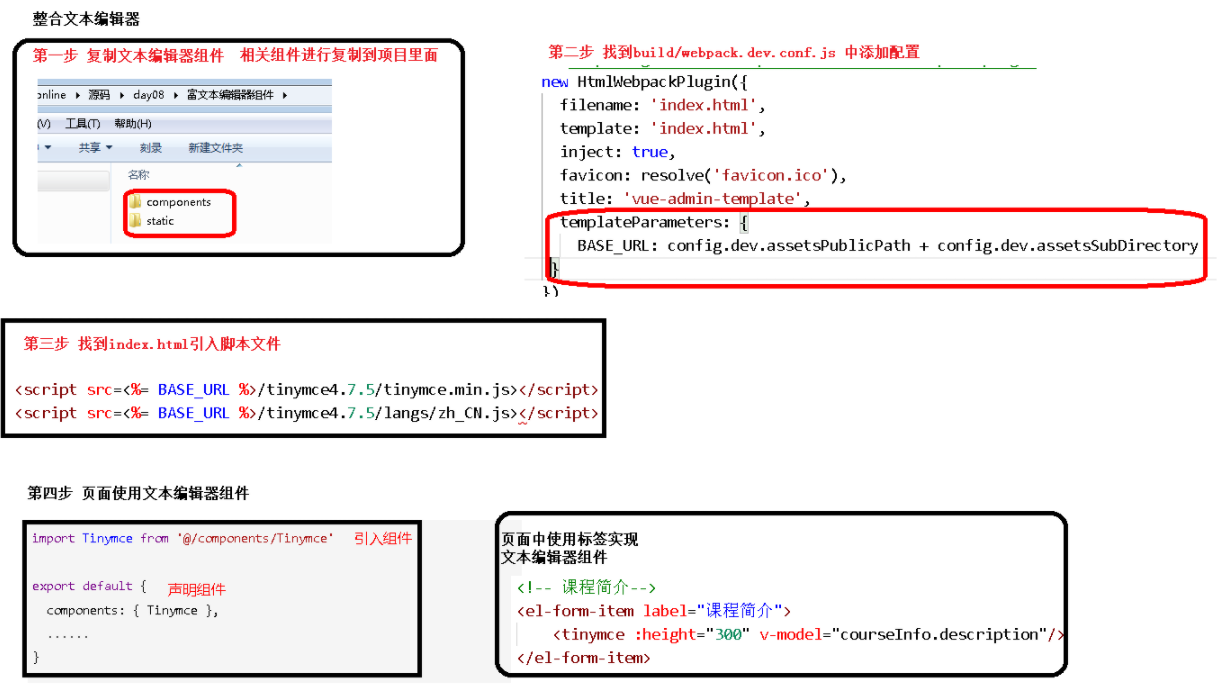 整合文本编辑器
第一步 复制文本编辑器组件 相关组件进行复制到项目里面
online ▸ 源码 ▸ day08 ▸ 富文本编辑器组件 ▸
(V) 工具(T) 帮助(H)
共享 刻录 新建文件夹
名称
components
static
第二步 找到build/webpack.dev.conf.js 中添加配置
new HtmlWebpackPlugin({
filename: 'index.html',
template: 'index.html',
inject: true,
favicon: resolve('favicon.ico'),
title: 'vue-admin-template',
templateParameters: {
BASE_URL: config.dev.assetsPublicPath + config.dev.assetsSubDirectory
}
})
第三步 找到index.html引入脚本文件
<script src=<%= BASE_URL %>/tinymce4.7.5/tinymce.min.js></script>
<script src=<%= BASE_URL %>/tinymce4.7.5/langs/zh_CN.js></script>
第四步 页面使用文本编辑器组件
import Tinymce from '@/components/Tinymce' 引入组件
export default { 声明组件
components: { Tinymce },
......
}
页面中使用标签实现
文本编辑器组件
<!-- 课程简介-->
<el-form-item label="课程简介">
<tinymce :height="300" v-model="courseInfo.description"/>
</el-form-item>